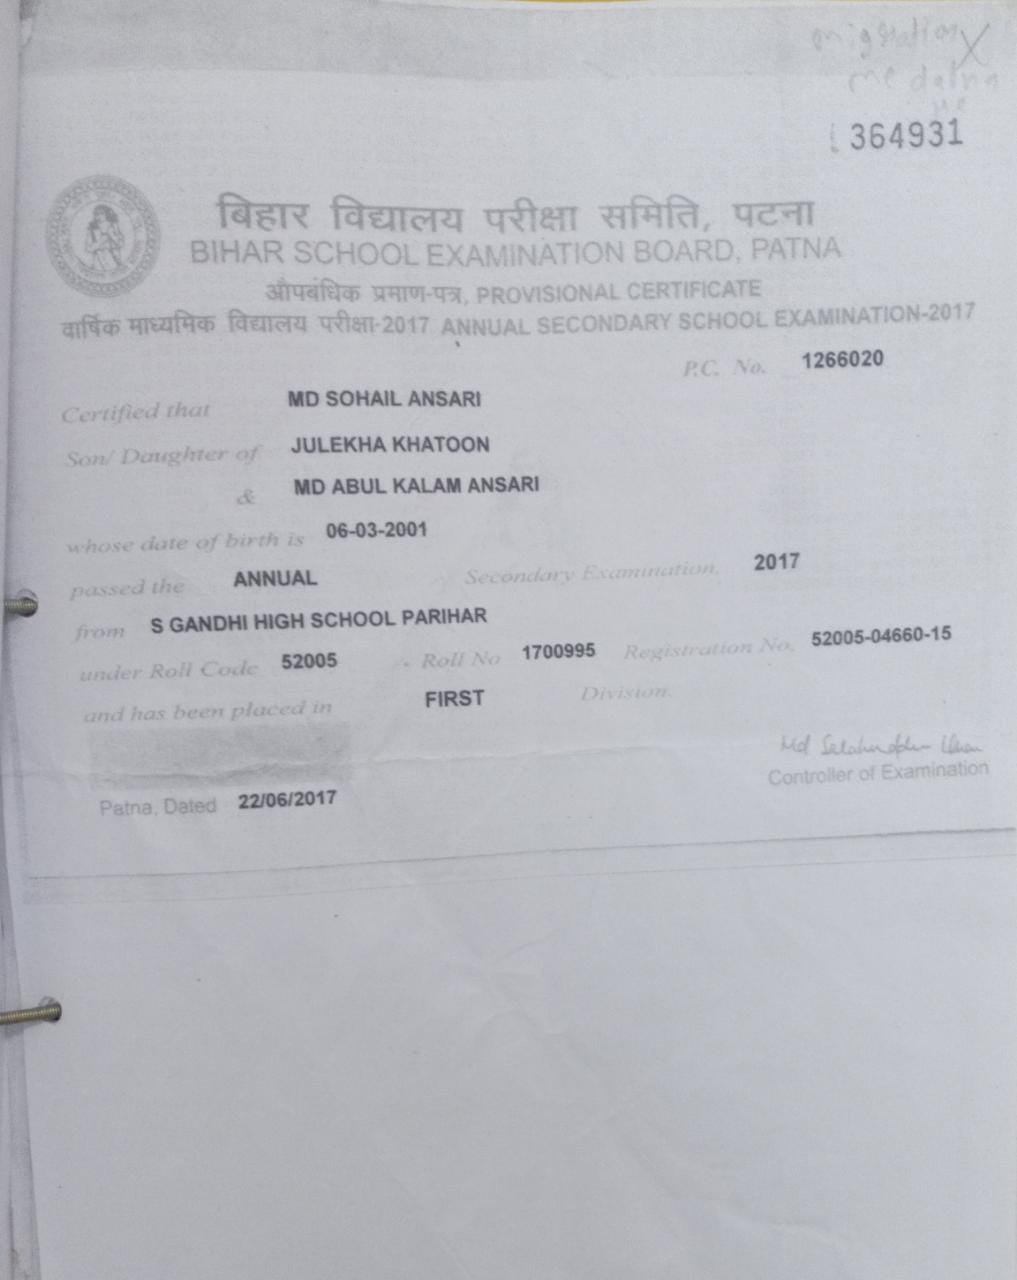 migration X
me
364931
बिहार विद्यालय परीक्षा समिति, पटना
BIHAR SCHOOL EXAMINATION BOARD, PATNA
औपबंधिक प्रमाण-पत्र, PROVISIONAL CERTIFICATE
वार्षिक माध्यमिक विद्यालय परीक्षा-2017 ANNUAL SECONDARY SCHOOL EXAMINATION-2017
P.C. No. 1266020
Certified that MD SOHAIL ANSARI
Son/ Daughter of JULEKHA KHATOON
& MD ABUL KALAM ANSARI
whose date of birth is 06-03-2001
passed the ANNUAL Secondary Examination, 2017
from S GANDHI HIGH SCHOOL PARIHAR
under Roll Code 52005 Roll No 1700995 Registration No. 52005-04660-15
and has been placed in FIRST Division.
Md
Controller of Examination
Patna, Dated 22/06/2017